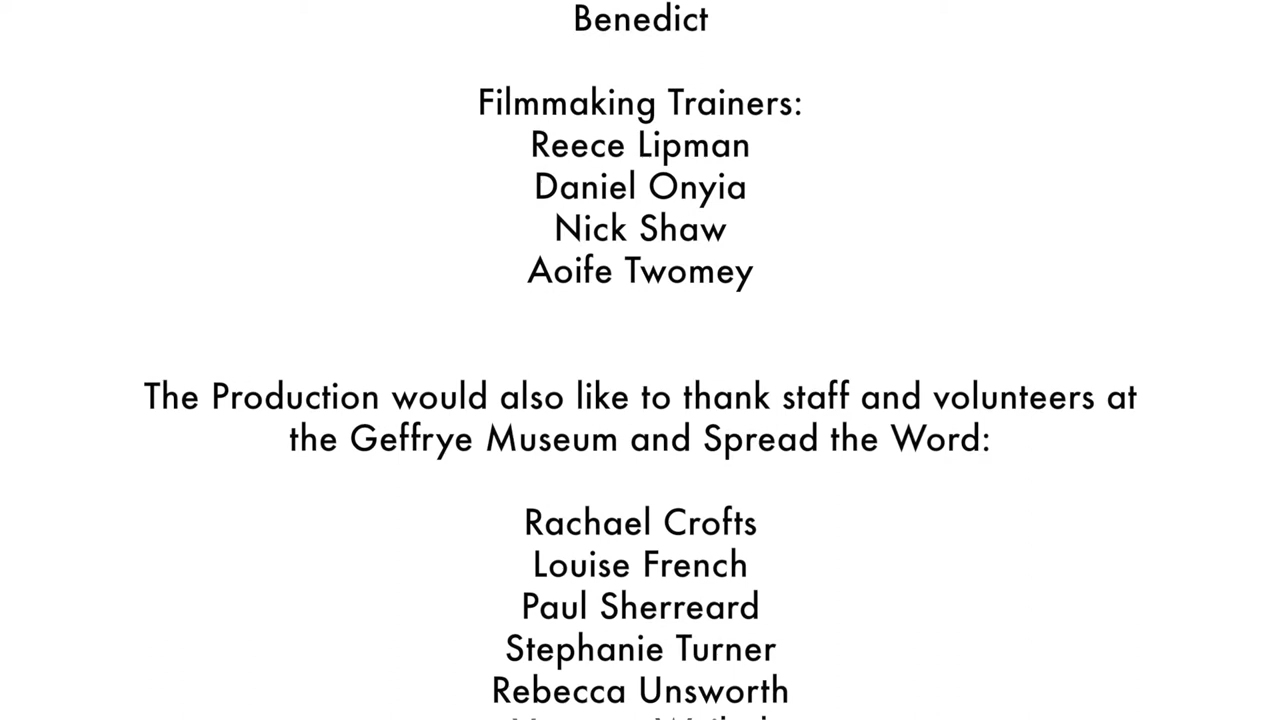 Benedict
Filmmaking Trainers:
Reece Lipman
Daniel Onyia
Nick Shaw
Aoife Twomey
The Production would also like to thank staff and volunteers at
the Geffrye Museum and Spread the Word:
Rachael Crofts
Louise French
Paul Sherreard
Stephanie Turner
Rebecca Unsworth